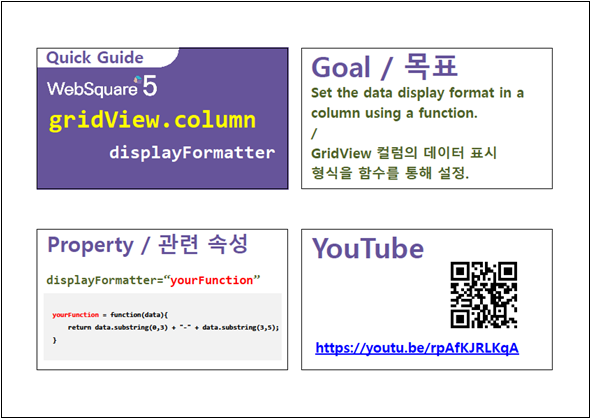 Quick Guide
WebSquare 5
gridView.column
displayFormatter
Goal / 목표
Set the data display format in a
column using a function.
/
GridView 컬럼의 데이터 표시
형식을 함수를 통해 설정.
Property / 관련 속성
displayFormatter=“yourFunction”
yourFunction = function(data){
return data.substring(0,3) + "-" + data.substring(3,5);
}
YouTube
https://youtu.be/rpAfKJRLKqA